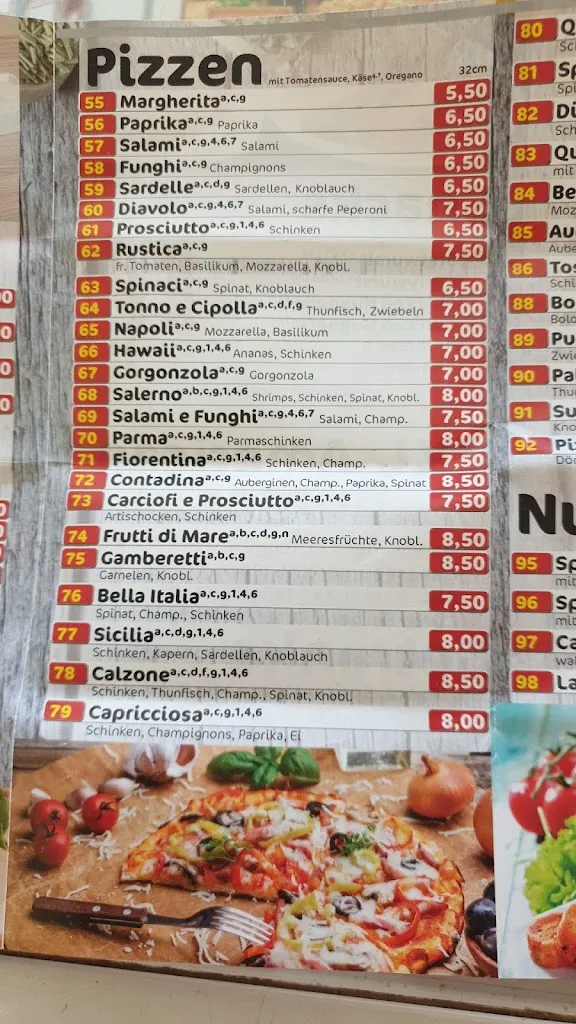 Pizzen mit Tomatensauce, Käse⁴·⁷, Oregano 32cm
55 Margherita a,c,g 5,50
56 Paprika a,c,g Paprika 6,50
57 Salami a,c,g,4,6,7 Salami 6,50
58 Funghi a,c,g Champignons 6,50
59 Sardelle a,c,d,g Sardellen, Knoblauch 6,50
60 Diavolo a,c,g,4,6,7 Salami, scharfe Peperoni 7,50
61 Prosciutto a,c,g,1,4,6 Schinken 6,50
62 Rustica a,c,g 7,50
fr. Tomaten, Basilikum, Mozzarella, Knobl.
63 Spinaci a,c,g Spinat, Knoblauch 6,50
64 Tonno e Cipolla a,c,d,f,g Thunfisch, Zwiebeln 7,00
65 Napoli a,c,g Mozzarella, Basilikum 7,00
66 Hawaii a,c,g,1,4,6 Ananas, Schinken 7,00
67 Gorgonzola a,c,g Gorgonzola 7,00
68 Salerno a,b,c,g,1,4,6 Shrimps, Schinken, Spinat, Knobl. 8,00
69 Salami e Funghi a,c,g,4,6,7 Salami, Champ. 7,50
70 Parma a,c,g,1,4,6 Parmaschinken 8,00
71 Fiorentina a,c,g,1,4,6 Schinken, Champ. 7,50
72 Contadina a,c,g Auberginen, Champ., Paprika, Spinat 8,50
73 Carciofi e Prosciutto a,c,g,1,4,6 7,50
Artischocken, Schinken
74 Frutti di Mare a,b,c,d,g,n Meeresfrüchte, Knobl. 8,50
75 Gamberetti a,b,c,g 8,50
Garnelen, Knobl.
76 Bella Italia a,c,g,1,4,6 7,50
Spinat, Champ., Schinken
77 Sicilia a,c,d,g,1,4,6 8,00
Schinken, Kapern, Sardellen, Knoblauch
78 Calzone a,c,d,f,g,1,4,6 8,50
Schinken, Thunfisch, Champ., Spinat, Knobl.
79 Capricciosa a,c,g,1,4,6 8,00
Schinken, Champignons, Paprika, Ei
80
81
82
83
mit
84
85
86
88
89
90
91
92
95
mit
96
mit
97
98